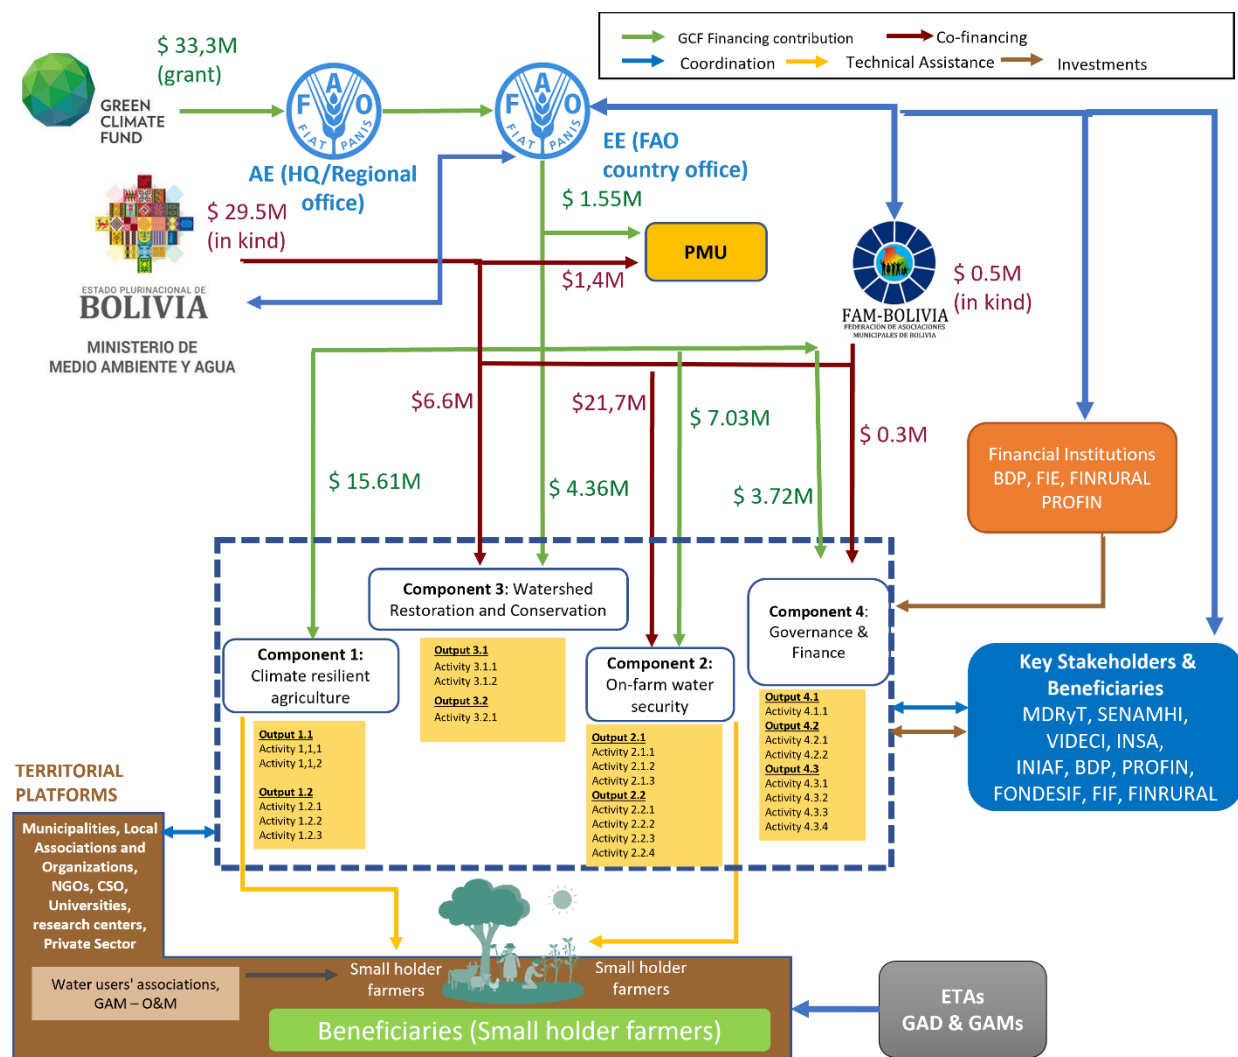 $ 33,3M
(grant)
GREEN
CLIMATE
FUND
F A O
FIAT PANIS
AE (HQ/Regional
office)
F A O
FIAT PANIS
EE (FAO
country office)
GCF Financing contribution
Co-financing
Coordination
Technical Assistance
Investments
$ 29.5M
(in kind)
ESTADO PLURINACIONAL DE
BOLIVIA
MINISTERIO DE
MEDIO AMBIENTE Y AGUA
$ 1.55M
PMU
$1,4M
FAM-BOLIVIA
FEDERACIÓN DE ASOCIACIONES
MUNICIPALES DE BOLIVIA
$ 0.5M
(in kind)
$6.6M
$21,7M
$ 7.03M
$ 0.3M
$ 15.61M
$ 4.36M
$ 3.72M
Financial Institutions
BDP, FIE, FINRURAL
PROFIN
Component 3: Watershed
Restoration and Conservation
Output 3.1
Activity 3.1.1
Activity 3.1.2
Output 3.2
Activity 3.2.1
Component 4:
Governance &
Finance
Output 4.1
Activity 4.1.1
Output 4.2
Activity 4.2.1
Activity 4.2.2
Output 4.3
Activity 4.3.1
Activity 4.3.2
Activity 4.3.3
Activity 4.3.4
Component 1:
Climate resilient
agriculture
Output 1.1
Activity 1,1,1
Activity 1,1,2
Output 1.2
Activity 1.2.1
Activity 1.2.2
Activity 1.2.3
Component 2:
On-farm water
security
Output 2.1
Activity 2.1.1
Activity 2.1.2
Activity 2.1.3
Output 2.2
Activity 2.2.1
Activity 2.2.2
Activity 2.2.3
Activity 2.2.4
Key Stakeholders &
Beneficiaries
MDRyT, SENAMHI,
VIDECI, INSA,
INIAF, BDP, PROFIN,
FONDESIF, FIF, FINRURAL
TERRITORIAL
PLATFORMS
Municipalities, Local
Associations and
Organizations,
NGOs, CSO,
Universities,
research centers,
Private Sector
Water users' associations,
GAM – O&M
Small holder
farmers
Small holder
farmers
Beneficiaries (Small holder farmers)
ETAs
GAD & GAMs